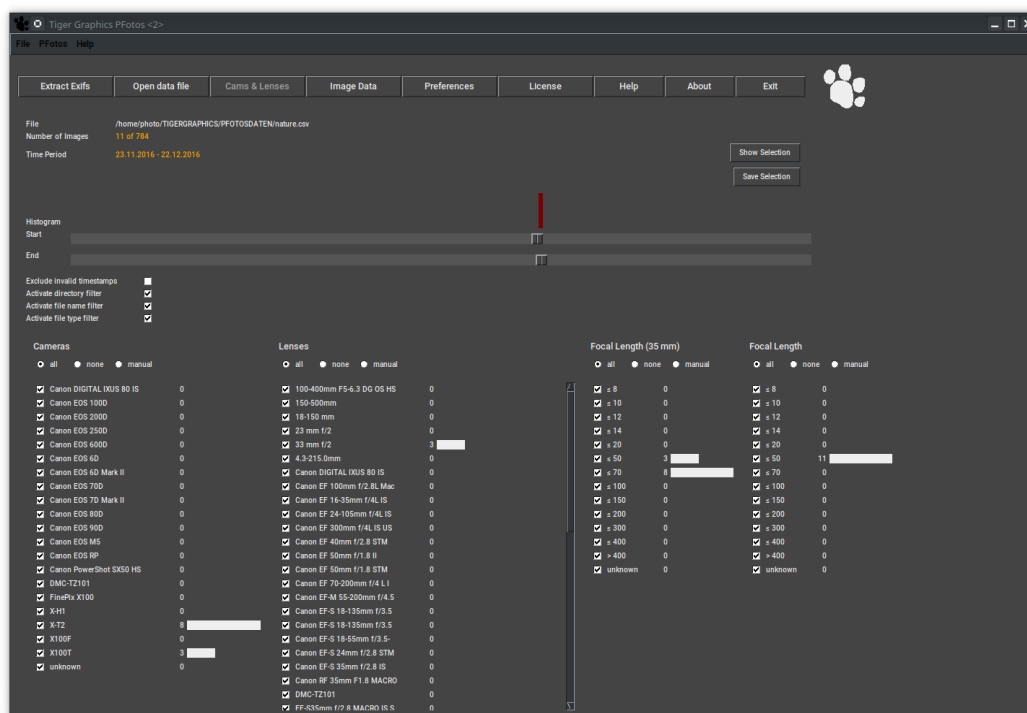 Tiger Graphics PFotos <2>
File PFotos Help
Extract Exifs Open data file Cams & Lenses Image Data Preferences License Help About Exit
File /home/photo/TIGERGRAPHICS/PFOTOSDATEN/nature.csv
Number of Images 11 of 784
Time Period 23.11.2016 - 22.12.2016
Show Selection
Save Selection
Histogram
Start
End
Exclude invalid timestamps
Activate directory filter
Activate file name filter
Activate file type filter
Cameras Lenses Focal Length (35 mm) Focal Length
all none manual all none manual all none manual all none manual
Canon DIGITAL IXUS 80 IS 0 100-400mm F5-6.3 DG OS HS 0 ≤ 8 0 ≤ 8 0
Canon EOS 100D 0 150-500mm 0 ≤ 10 0 ≤ 10 0
Canon EOS 200D 0 18-150 mm 0 ≤ 12 0 ≤ 12 0
Canon EOS 250D 0 23 mm f/2 0 ≤ 14 0 ≤ 14 0
Canon EOS 600D 0 33 mm f/2 3 ≤ 20 0 ≤ 20 0
Canon EOS 6D 0 4.3-215.0mm 0 ≤ 50 3 ≤ 50 11
Canon EOS 6D Mark II 0 Canon DIGITAL IXUS 80 IS 0 ≤ 70 8 ≤ 70 0
Canon EOS 70D 0 Canon EF 100mm f/2.8L Mac 0 ≤ 100 0 ≤ 100 0
Canon EOS 7D Mark II 0 Canon EF 16-35mm f/4L IS 0 ≤ 150 0 ≤ 150 0
Canon EOS 80D 0 Canon EF 24-105mm f/4L IS 0 ≤ 200 0 ≤ 200 0
Canon EOS 90D 0 Canon EF 300mm f/4L IS US 0 ≤ 300 0 ≤ 300 0
Canon EOS M5 0 Canon EF 40mm f/2.8 STM 0 ≤ 400 0 ≤ 400 0
Canon EOS RP 0 Canon EF 50mm f/1.8 II 0 > 400 0 > 400 0
Canon PowerShot SX50 HS 0 Canon EF 50mm f/1.8 STM 0 unknown 0 unknown 0
DMC-TZ101 0 Canon EF 70-200mm f/4 L I 0
FinePix X100 0 Canon EF-M 55-200mm f/4.5 0
X-H1 0 Canon EF-S 18-135mm f/3.5 0
X-T2 8 Canon EF-S 18-135mm f/3.5 0
X100F 0 Canon EF-S 18-55mm f/3.5- 0
X100T 3 Canon EF-S 24mm f/2.8 STM 0
unknown 0 Canon EF-S 35mm f/2.8 IS 0
Canon RF 35mm F1.8 MACRO 0
DMC-TZ101 0
EF-S35mm f/2.8 MACRO IS S 0